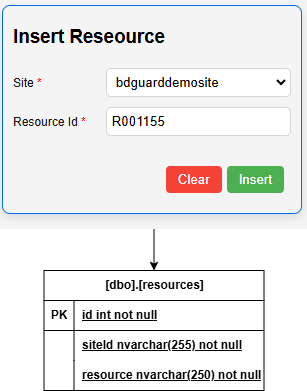 Insert Reseource
Site *
bdguarddemosite
Resource Id *
R001155
Clear
Insert
[dbo].[resources]
PK
id int not null
siteId nvarchar(255) not null
resource nvarchar(250) not null